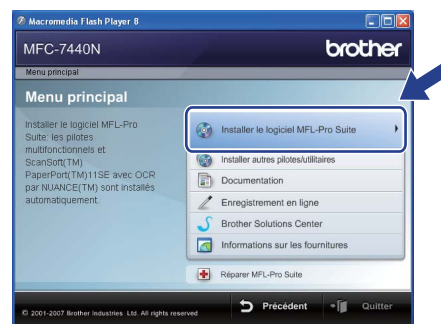 Macromedia Flash Player 8
MFC-7440N
brother
Menu principal
Menu principal
Installer le logiciel MFL-Pro
Suite: les pilotes
multifonctionnels et
ScanSoft(TM)
PaperPort(TM)11SE avec OCR
par NUANCE(TM) sont installés
automatiquement.
Installer le logiciel MFL-Pro Suite
Installer autres pilotes/utilitaires
Documentation
Enregistrement en ligne
Brother Solutions Center
Informations sur les fournitures
Réparer MFL-Pro Suite
© 2001-2007 Brother Industries Ltd. All rights reserved
Précédent
Quitter